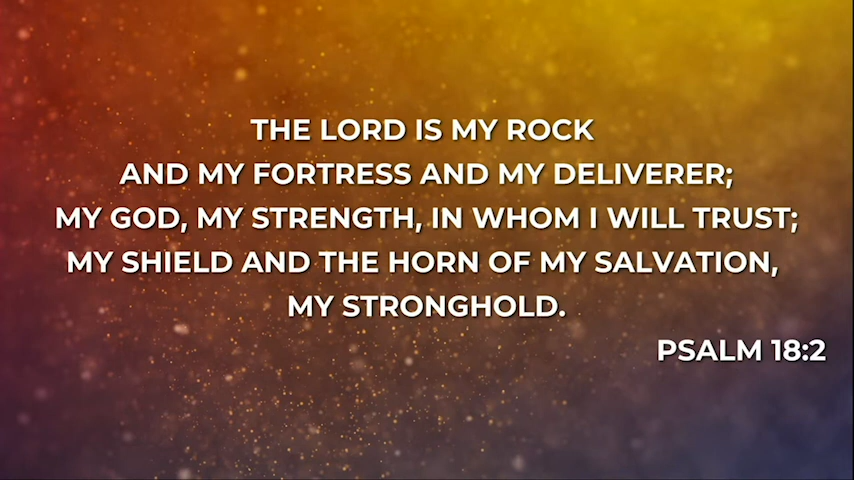 THE LORD IS MY ROCK
AND MY FORTRESS AND MY DELIVERER;
MY GOD, MY STRENGTH, IN WHOM I WILL TRUST;
MY SHIELD AND THE HORN OF MY SALVATION,
MY STRONGHOLD.
PSALM 18:2